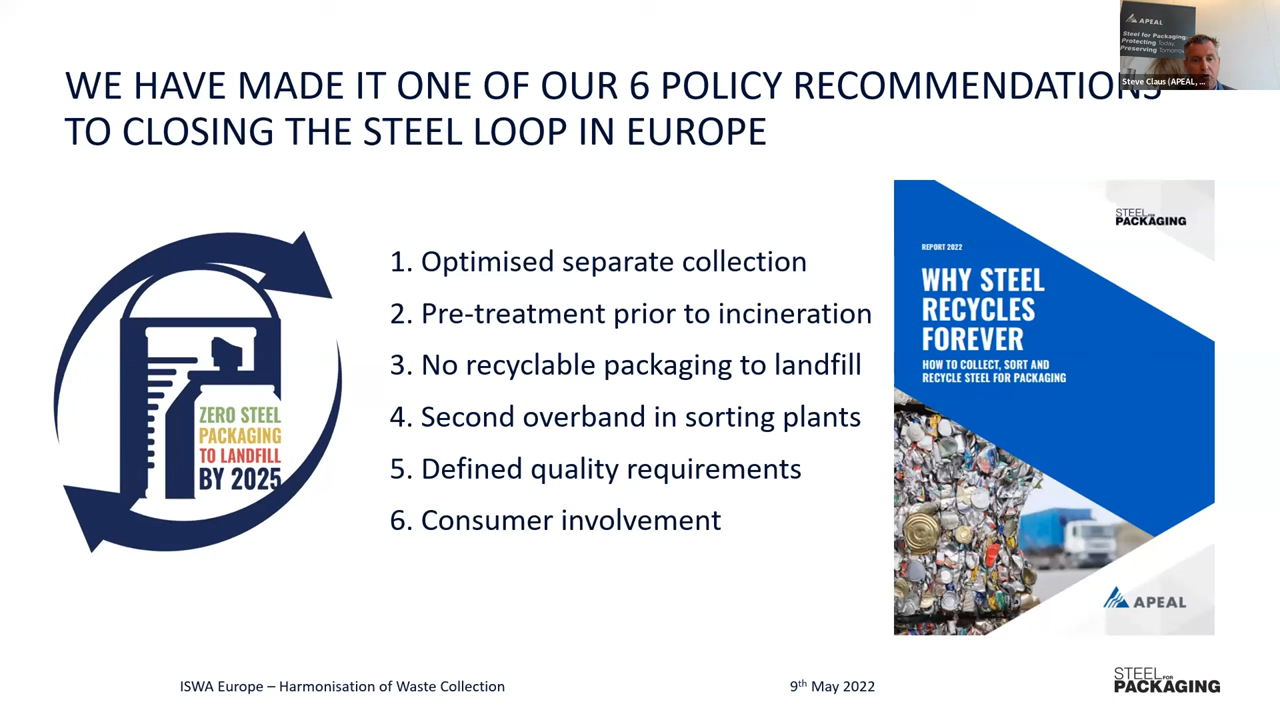 APEAL
Steel for Packaging:
Protecting Today,
Preserving Tomorrow
Steve Claus (APEAL, ...
WE HAVE MADE IT ONE OF OUR 6 POLICY RECOMMENDATIONS
TO CLOSING THE STEEL LOOP IN EUROPE
ZERO STEEL
PACKAGING
TO LANDFILL
BY 2025
1. Optimised separate collection
2. Pre-treatment prior to incineration
3. No recyclable packaging to landfill
4. Second overband in sorting plants
5. Defined quality requirements
6. Consumer involvement
STEEL FOR
PACKAGING
REPORT 2022
WHY STEEL
RECYCLES
FOREVER
HOW TO COLLECT, SORT AND
RECYCLE STEEL FOR PACKAGING
APEAL
ISWA Europe – Harmonisation of Waste Collection
9th May 2022
STEEL FOR
PACKAGING